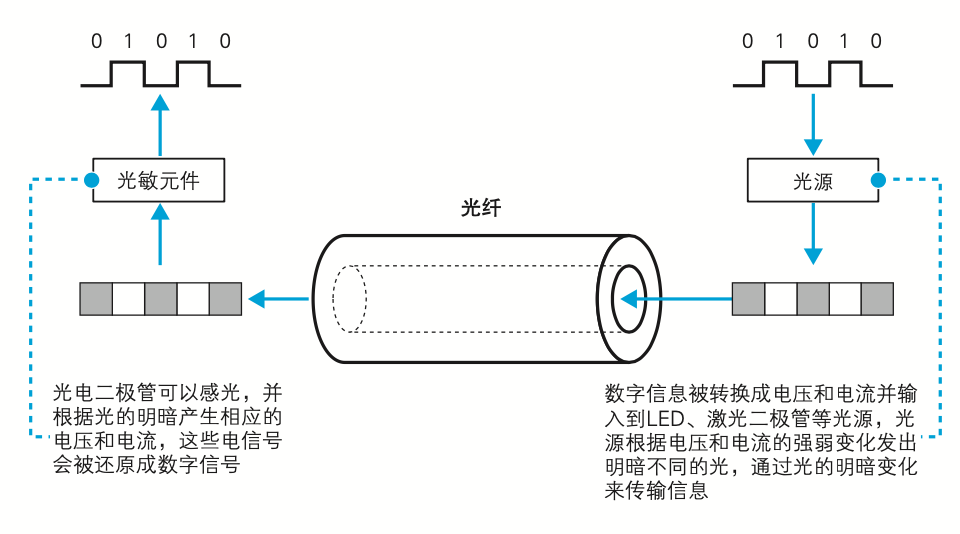 0 1 0 1 0
0 1 0 1 0
光敏元件
光源
光纤
光电二极管可以感光，并
根据光的明暗产生相应的
电压和电流，这些电信号
会被还原成数字信号
数字信息被转换成电压和电流并输
入到LED、激光二极管等光源，光
源根据电压和电流的强弱变化发出
明暗不同的光，通过光的明暗变化
来传输信息